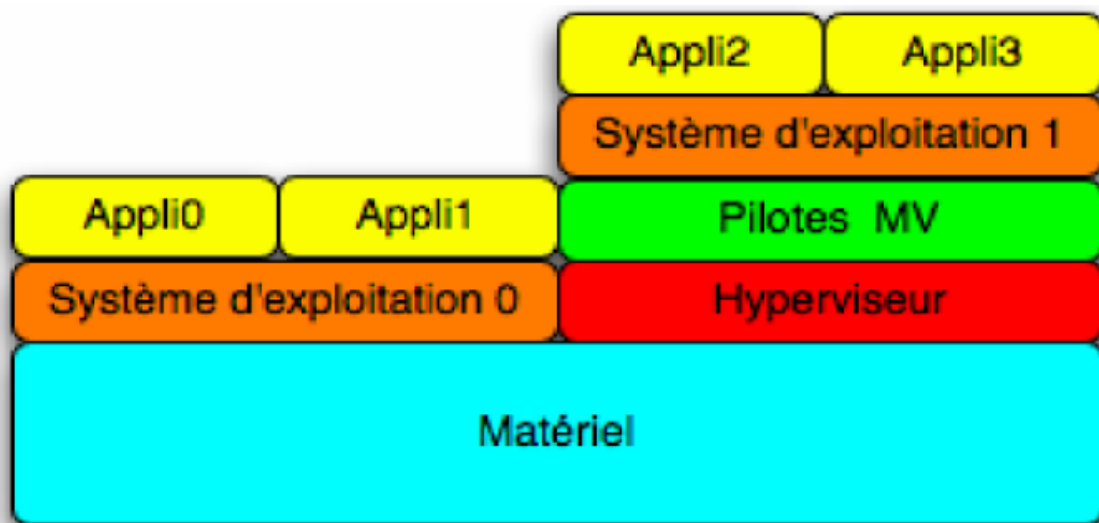 Appli2 Appli3
Système d'exploitation 1
Appli0 Appli1 Pilotes MV
Système d'exploitation 0 Hyperviseur
Matériel